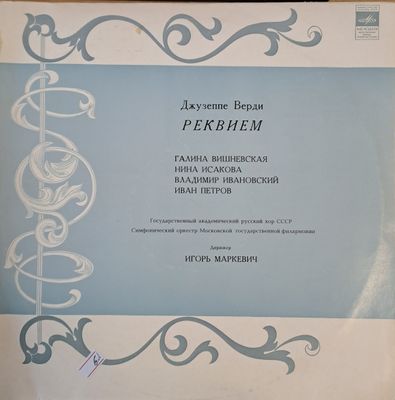 Джузеппе Верди
РЕКВИЕМ
ГАЛИНА ВИШНЕВСКАЯ
НИНА ИСАКОВА
ВЛАДИМИР ИВАНОВСКИЙ
ИВАН ПЕТРОВ
Государственный академический русский хор СССР
Симфонический оркестр Московской государственной филармонии
Дирижер
ИГОРЬ МАРКЕВИЧ